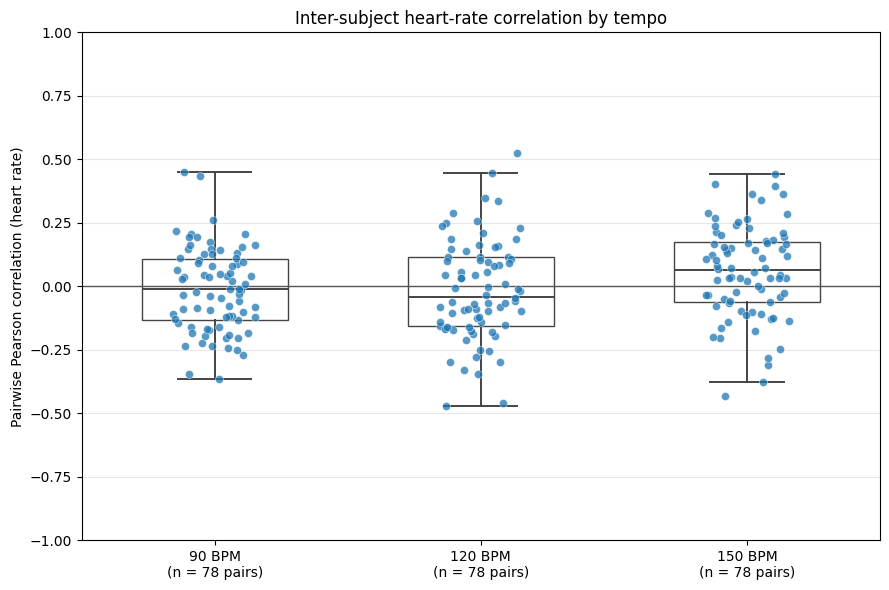 Inter-subject heart-rate correlation by tempo
Pairwise Pearson correlation (heart rate)
1.00
0.75
0.50
0.25
0.00
−0.25
−0.50
−0.75
−1.00
90 BPM
(n = 78 pairs)
120 BPM
(n = 78 pairs)
150 BPM
(n = 78 pairs)